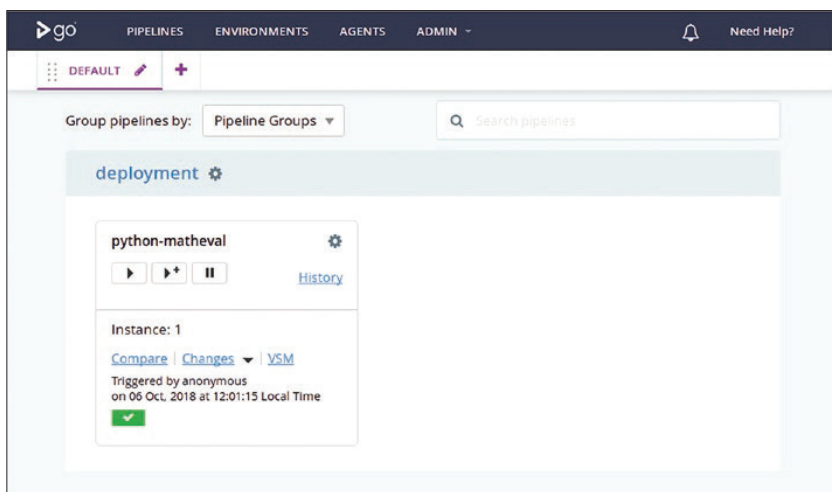 go PIPELINES ENVIRONMENTS AGENTS ADMIN Need Help?
DEFAULT +
Group pipelines by: Pipeline Groups Search pipelines
deployment
python-matheval
History
Instance: 1
Compare Changes VSM
Triggered by anonymous
on 06 Oct, 2018 at 12:01:15 Local Time